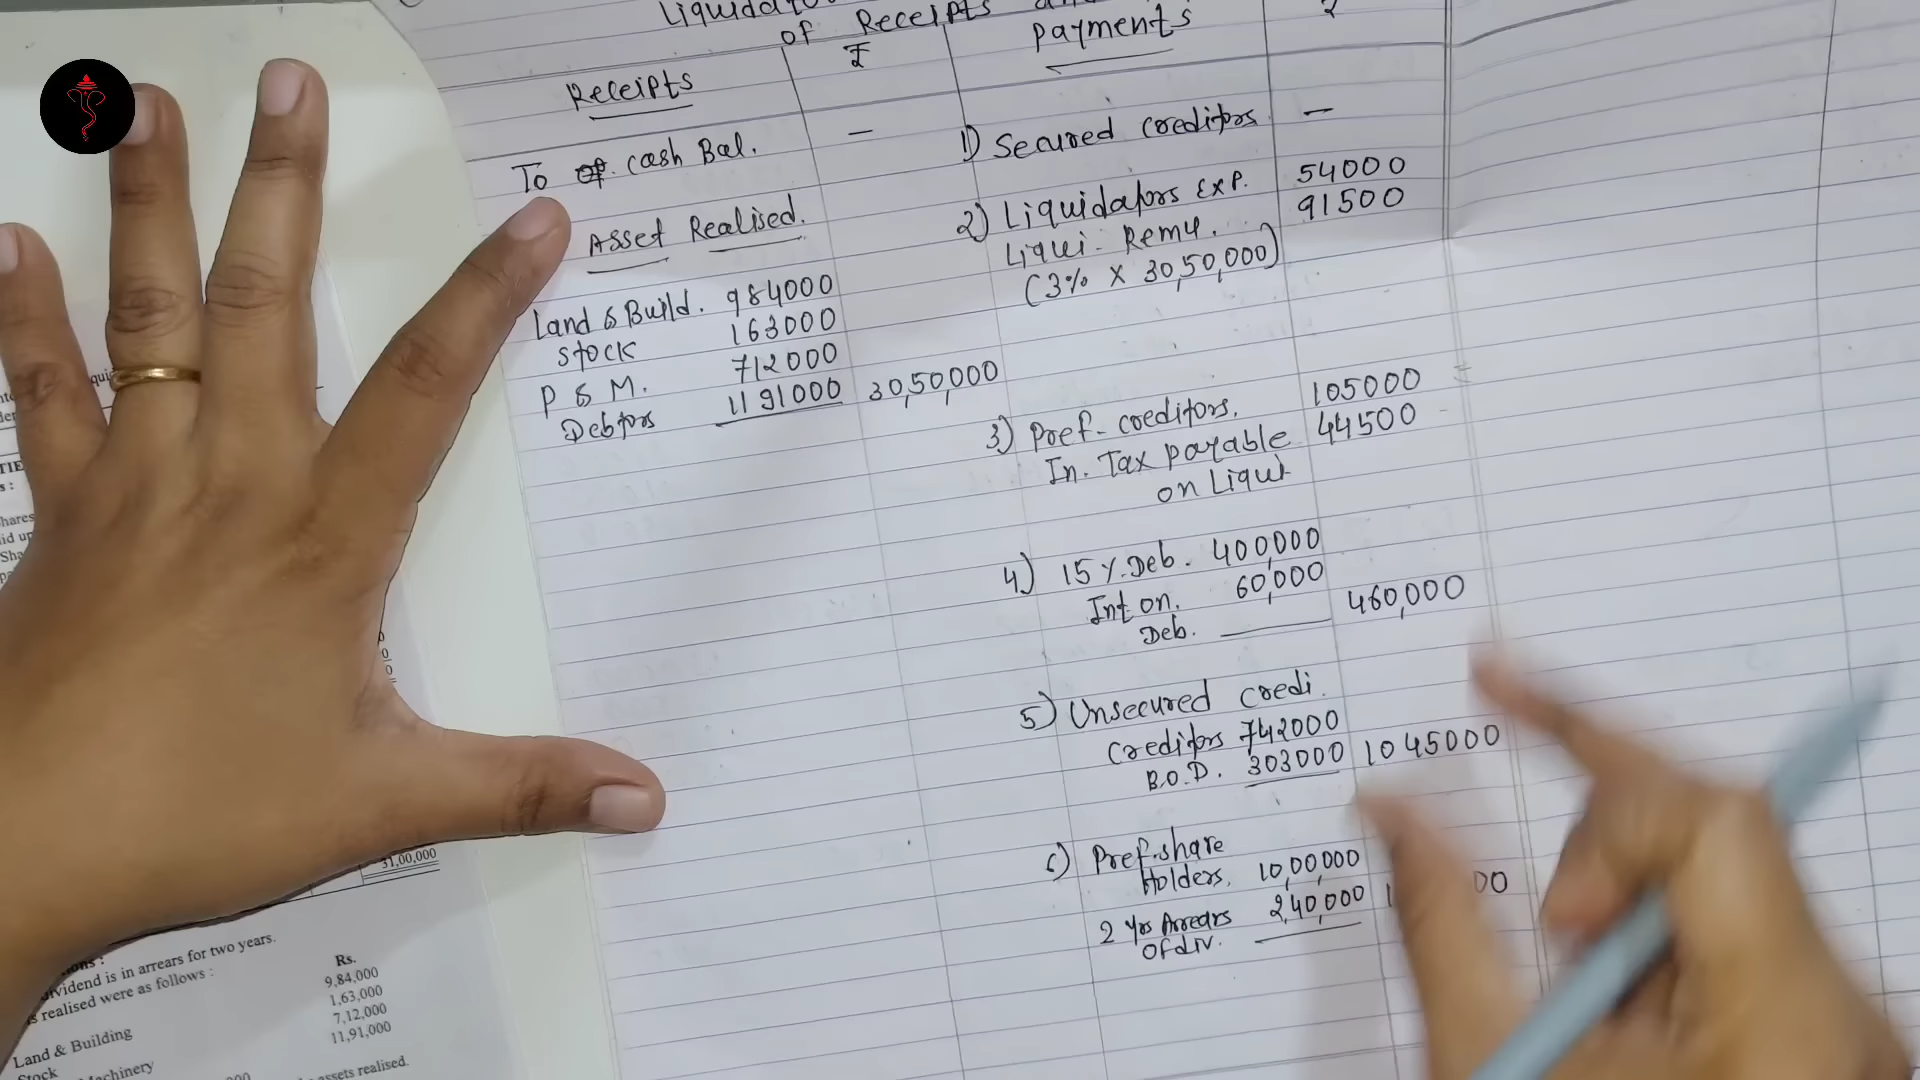 of Receipts
₹
Payments
₹
Receipts
To Cash Bal. —
Asset Realised.
Land & Build. 984000
Stock 163000
P & M. 712000
Debtors 1191000 30,50,000
1) Secured Creditors —
2) Liquidators Exp. 54000
Liqui. Remu. 91500
(3% X 30,50,000)
3) Pref. Creditors. 105000
In. Tax payable 44500
on Liqui
4) 15%. Deb. 400,000
Int on. 60,000 460,000
Deb.
5) Unsecured Credi.
Creditors 742000
B.O.D. 303000 1045000
6) Pref. share
Holders. 10,00,000
2 Yrs Arrears 2,40,000
of div.
31,00,000
dividend is in arrears for two years.
realised were as follows :
Rs.
Land & Building 9,84,000
Stock 1,63,000
Machinery 7,12,000
11,91,000
assets realised.